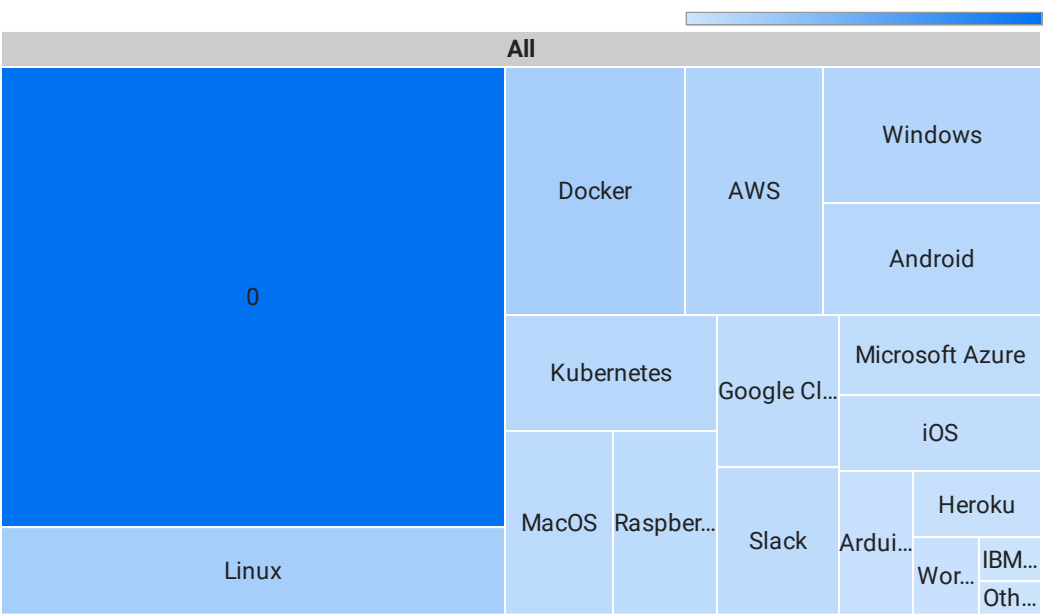 All
0
Linux
Docker
AWS
Windows
Android
Kubernetes
Google Cl...
Microsoft Azure
iOS
MacOS
Raspber...
Slack
Ardui...
Heroku
Wor...
IBM...
Oth...